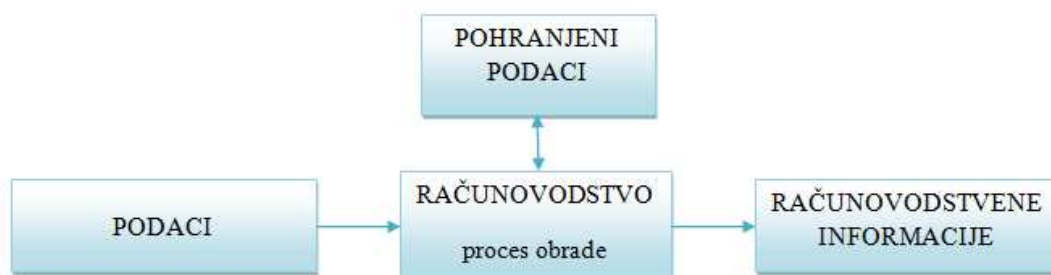 POHRANJENI
PODACI
PODACI
RAČUNOVODSTVO
proces obrade
RAČUNOVODSTVENE
INFORMACIJE